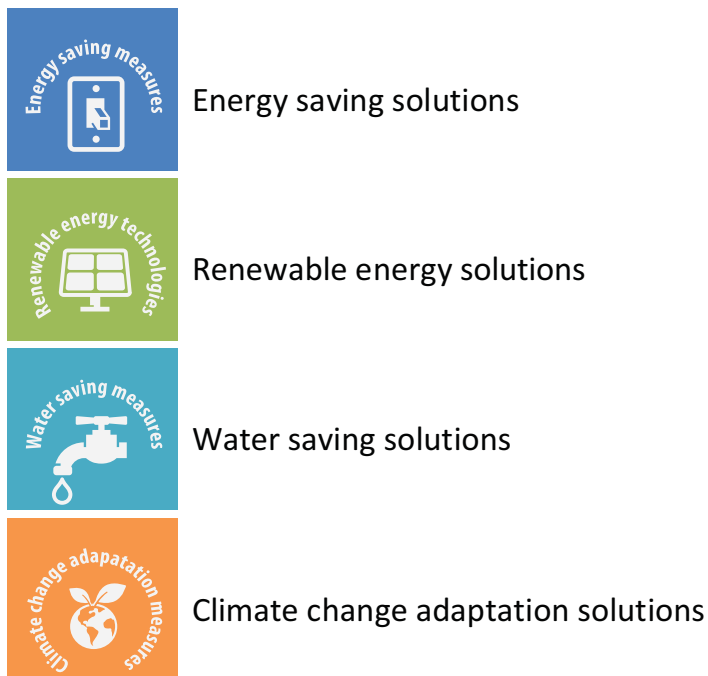 Energy saving measures
Energy saving solutions
Renewable energy technologies
Renewable energy solutions
Water saving measures
Water saving solutions
Climate change adapatation measures
Climate change adaptation solutions